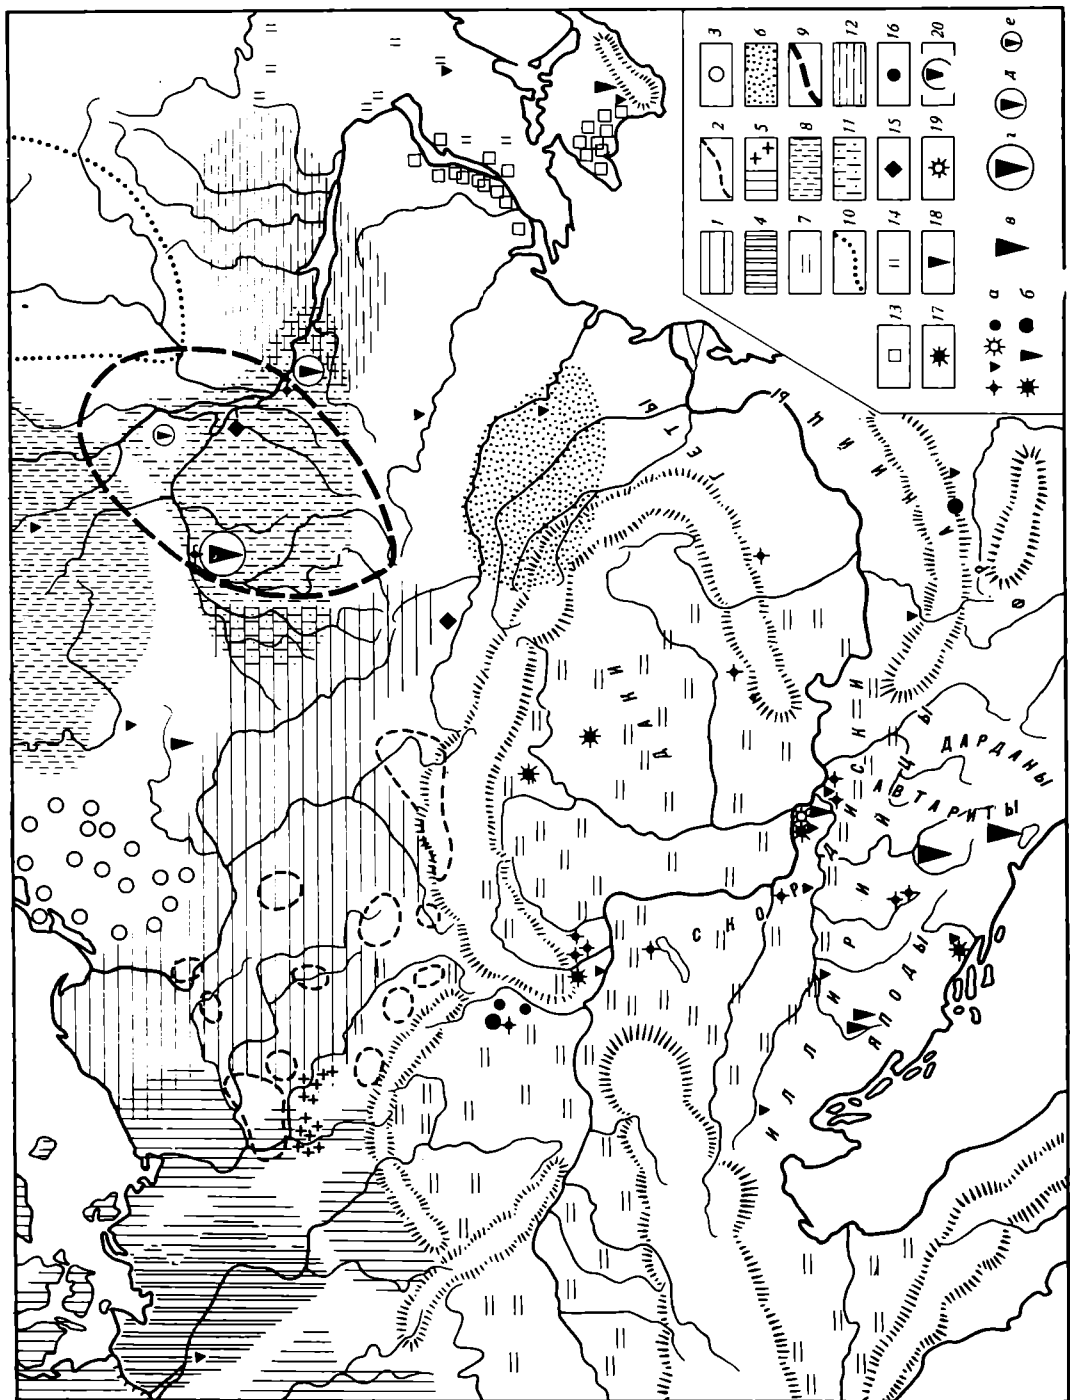 ДАКИ
ГЕТЫ
ФРАКИЙЦЫ
СКОРДИСКИ
ИЛЛИРИЙЦЫ
ЯПОДЫ
АВТАРИТЫ
ДАРДАНЫ
1 2 3
4 5 6
7 8 9
10 11 12
13 14 15 16
17 18 19 20
а
б
в г д е